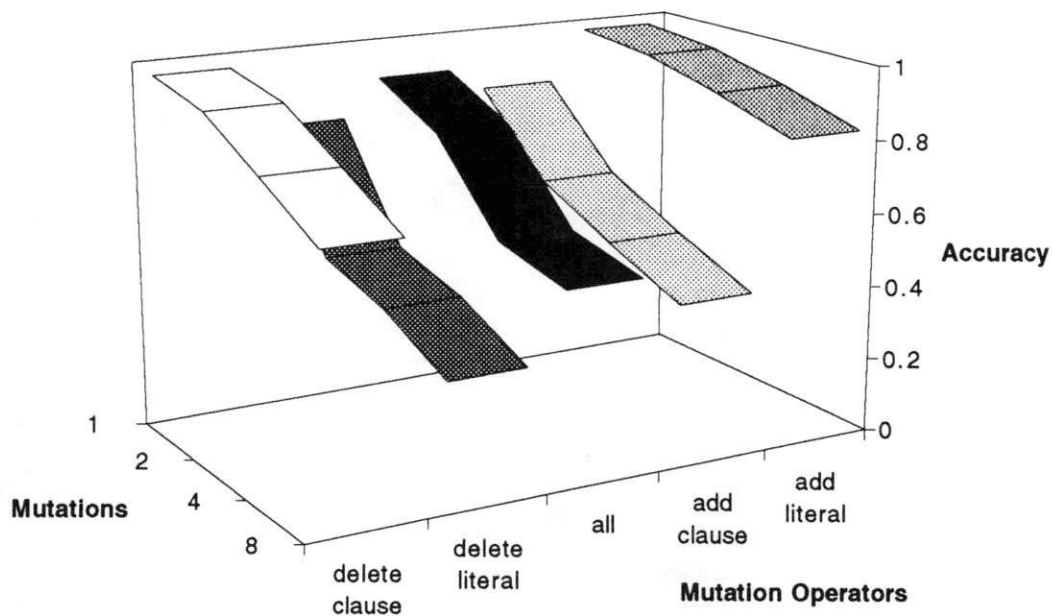 1
0.8
0.6
Accuracy
0.4
0.2
0
1
2
4
8
Mutations
delete
clause
delete
literal
all
add
clause
add
literal
Mutation Operators